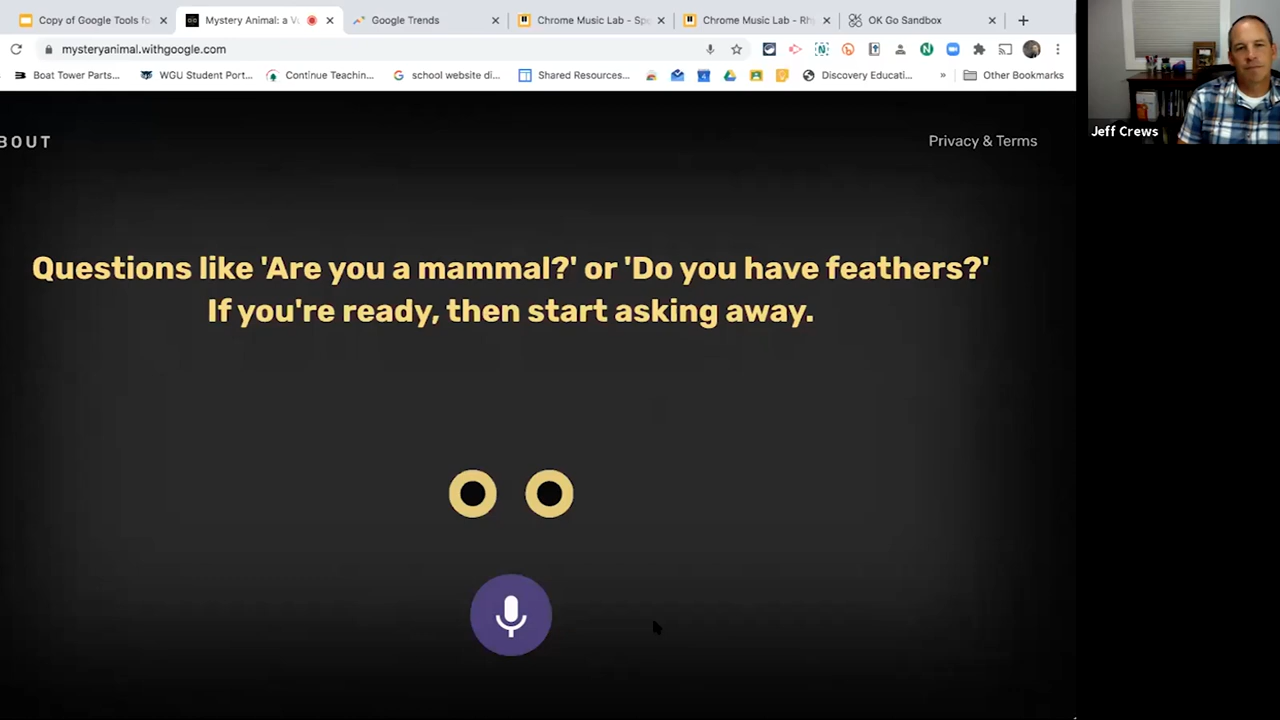 Copy of Google Tools fo
Mystery Animal: a Vo
Google Trends
Chrome Music Lab - Spe
Chrome Music Lab - Rhy
OK Go Sandbox
mysteryanimal.withgoogle.com
Boat Tower Parts...
WGU Student Port...
Continue Teachin...
school website di...
Shared Resources...
Discovery Educati...
»
Other Bookmarks
Jeff Crews
BOUT
Privacy & Terms
Questions like 'Are you a mammal?' or 'Do you have feathers?'
If you're ready, then start asking away.